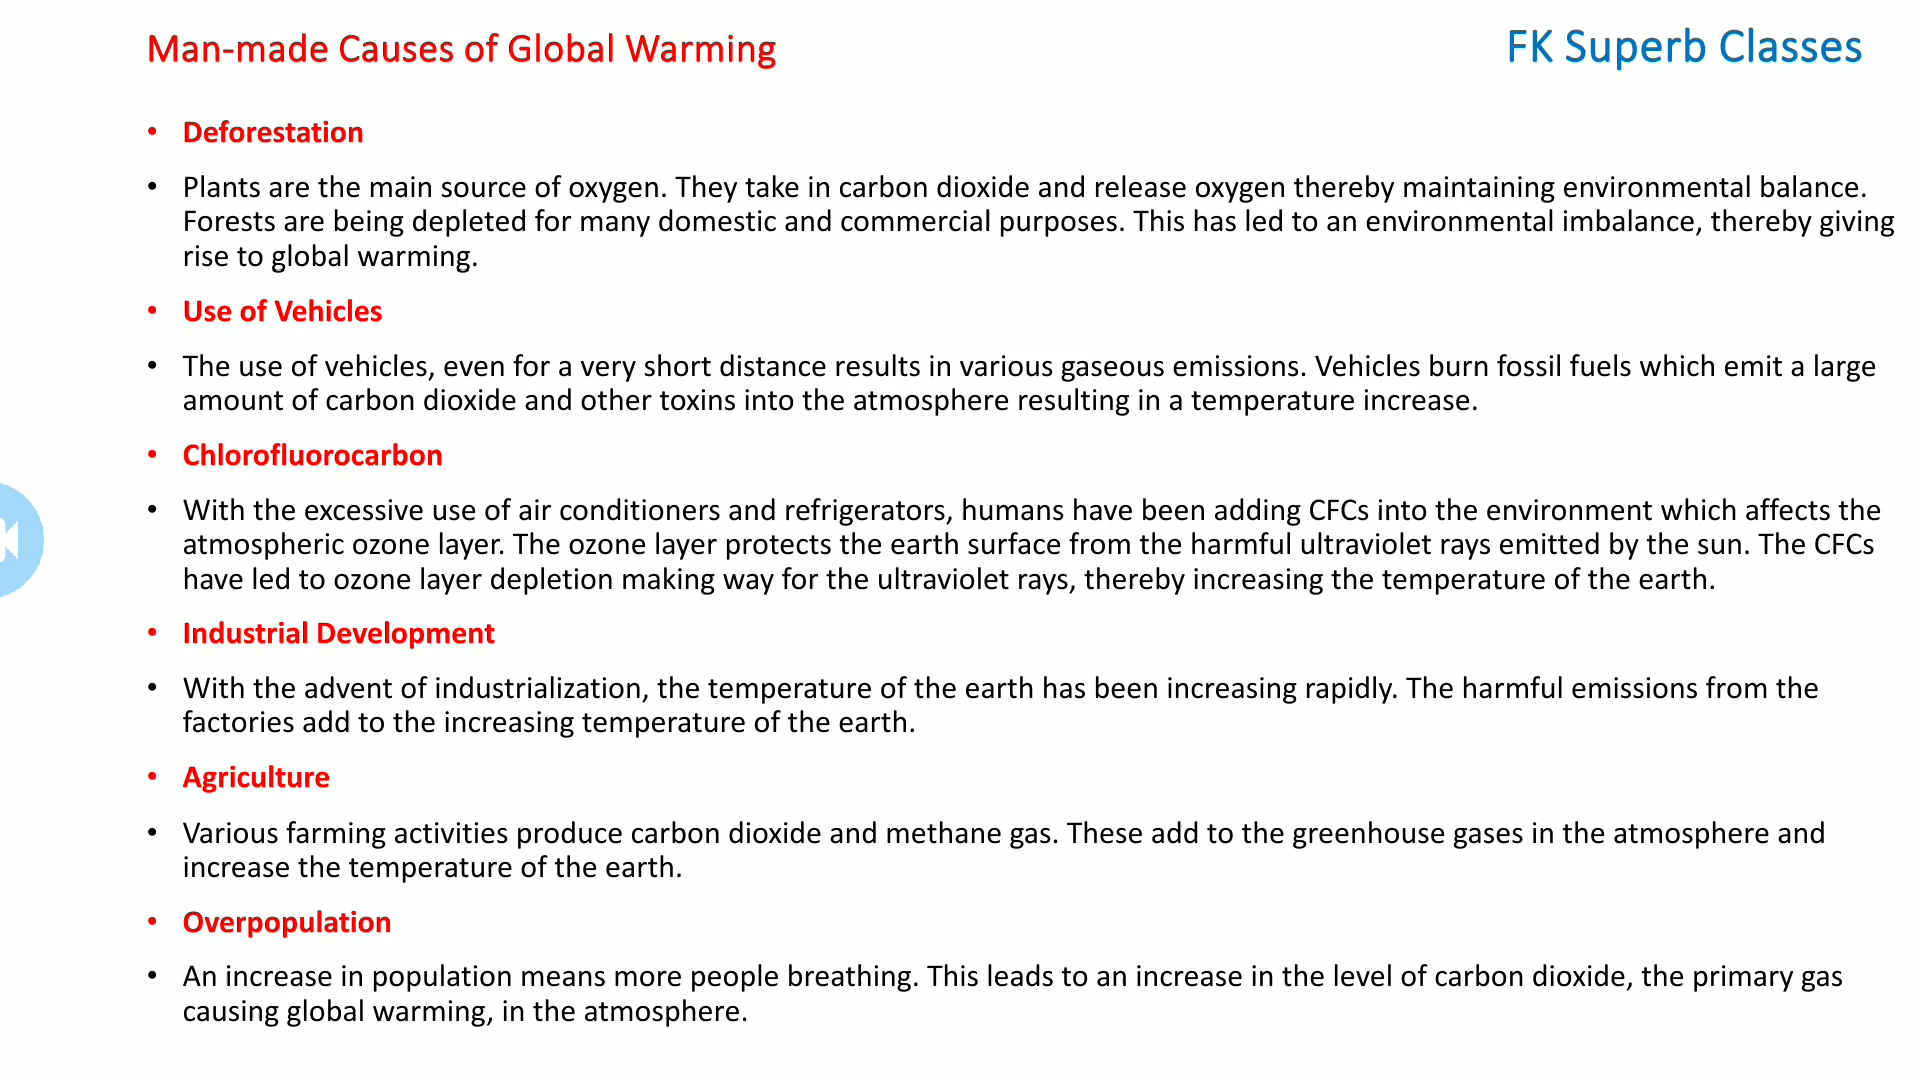 Man-made Causes of Global Warming
FK Superb Classes
• Deforestation
• Plants are the main source of oxygen. They take in carbon dioxide and release oxygen thereby maintaining environmental balance.
Forests are being depleted for many domestic and commercial purposes. This has led to an environmental imbalance, thereby giving
rise to global warming.
• Use of Vehicles
• The use of vehicles, even for a very short distance results in various gaseous emissions. Vehicles burn fossil fuels which emit a large
amount of carbon dioxide and other toxins into the atmosphere resulting in a temperature increase.
• Chlorofluorocarbon
• With the excessive use of air conditioners and refrigerators, humans have been adding CFCs into the environment which affects the
atmospheric ozone layer. The ozone layer protects the earth surface from the harmful ultraviolet rays emitted by the sun. The CFCs
have led to ozone layer depletion making way for the ultraviolet rays, thereby increasing the temperature of the earth.
• Industrial Development
• With the advent of industrialization, the temperature of the earth has been increasing rapidly. The harmful emissions from the
factories add to the increasing temperature of the earth.
• Agriculture
• Various farming activities produce carbon dioxide and methane gas. These add to the greenhouse gases in the atmosphere and
increase the temperature of the earth.
• Overpopulation
• An increase in population means more people breathing. This leads to an increase in the level of carbon dioxide, the primary gas
causing global warming, in the atmosphere.